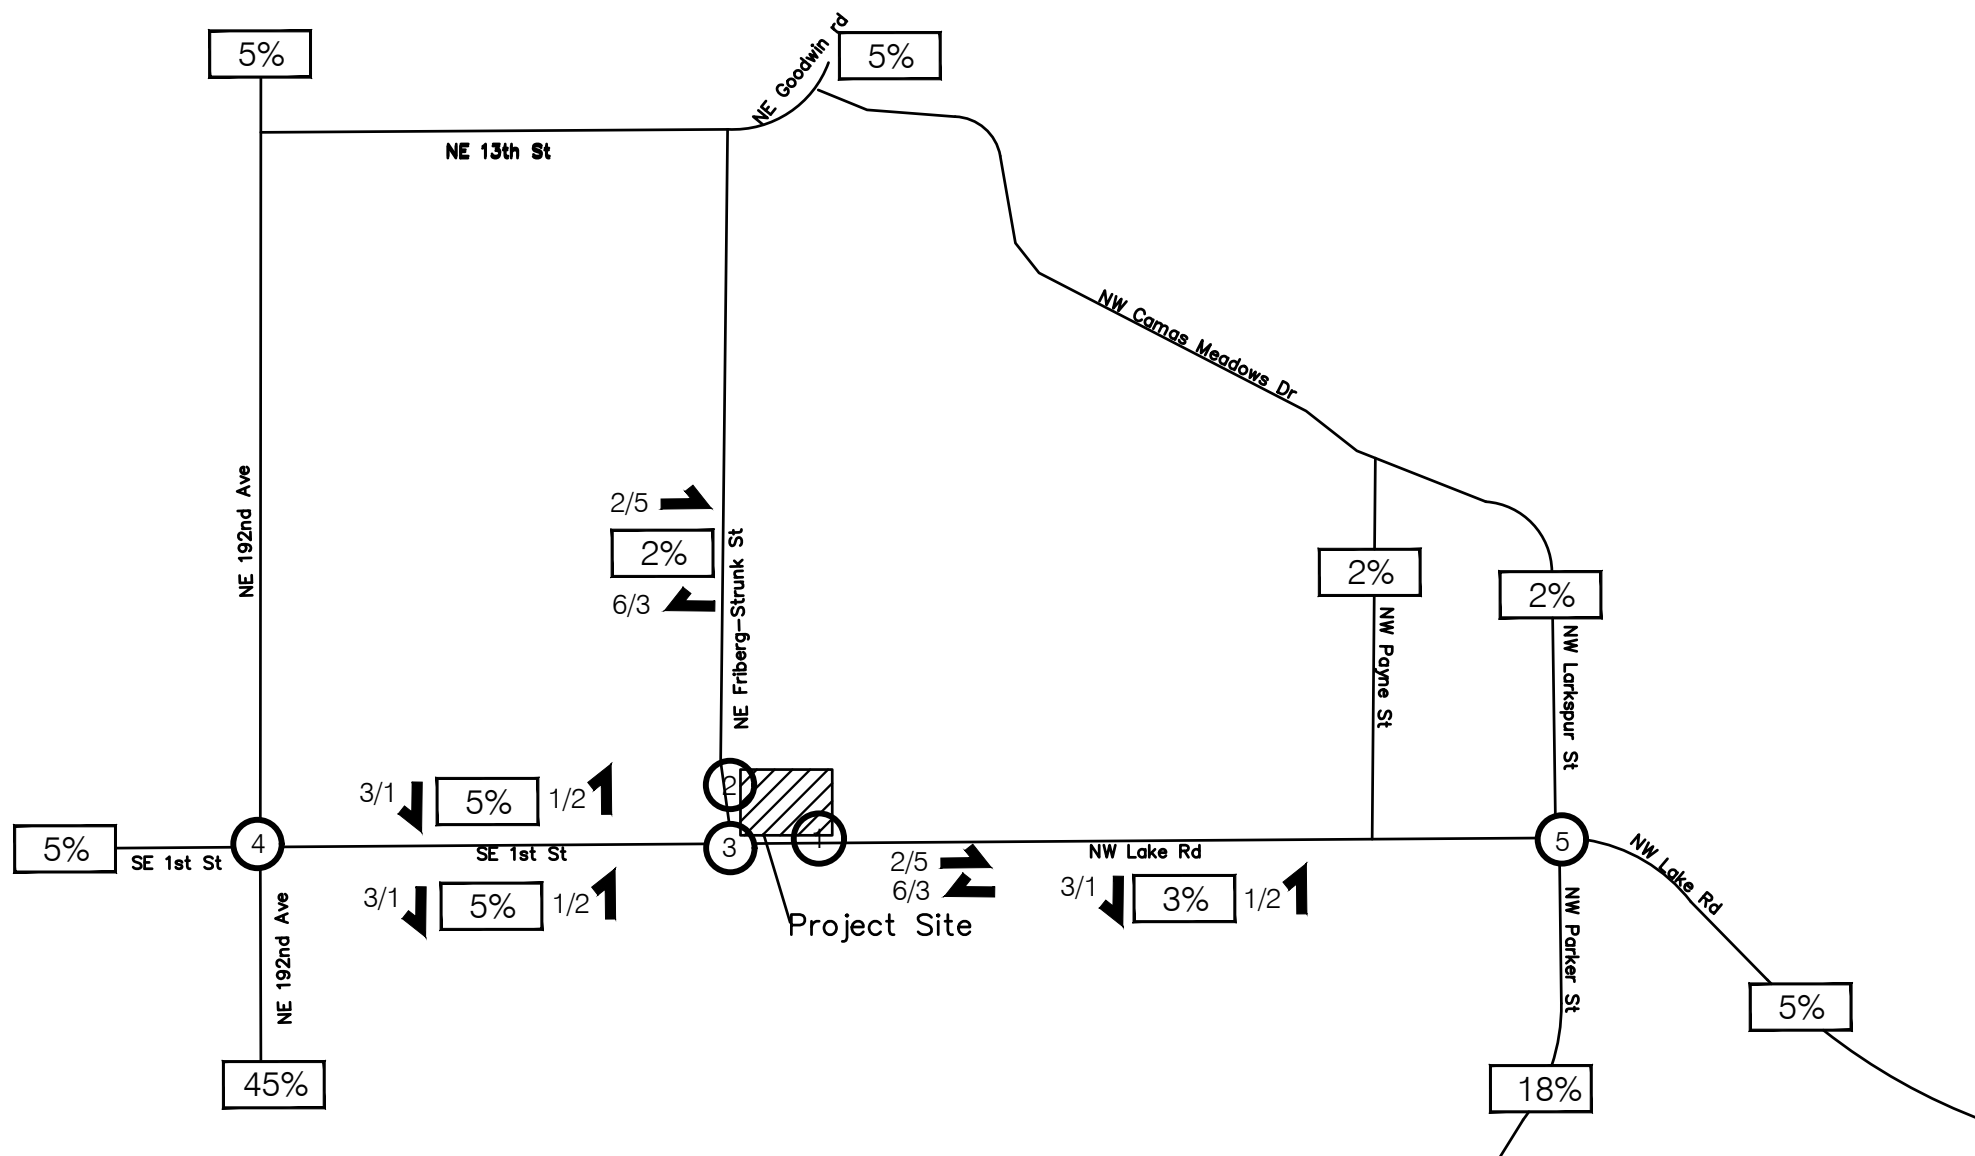 5%
NE Goodwin rd
5%
NE 13th St
NW Camas Meadows Dr
NE 192nd Ave
2/5
2%
6/3
NE Friberg-Strunk St
2%
NW Payne St
2%
NW Larkspur St
3/1
5%
1/2
2
1
5%
SE 1st St
4
SE 1st St
3
NW Lake Rd
5
NW Lake Rd
2/5
6/3
3/1
3%
1/2
3/1
5%
1/2
Project Site
NE 192nd Ave
NW Parker St
5%
45%
18%